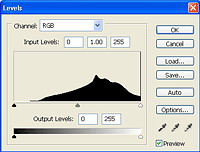 Levels
Channel: RGB
OK
Input Levels: 0 1.00 255
Cancel
Load...
Save...
Auto
Options...
Output Levels: 0 255
Preview